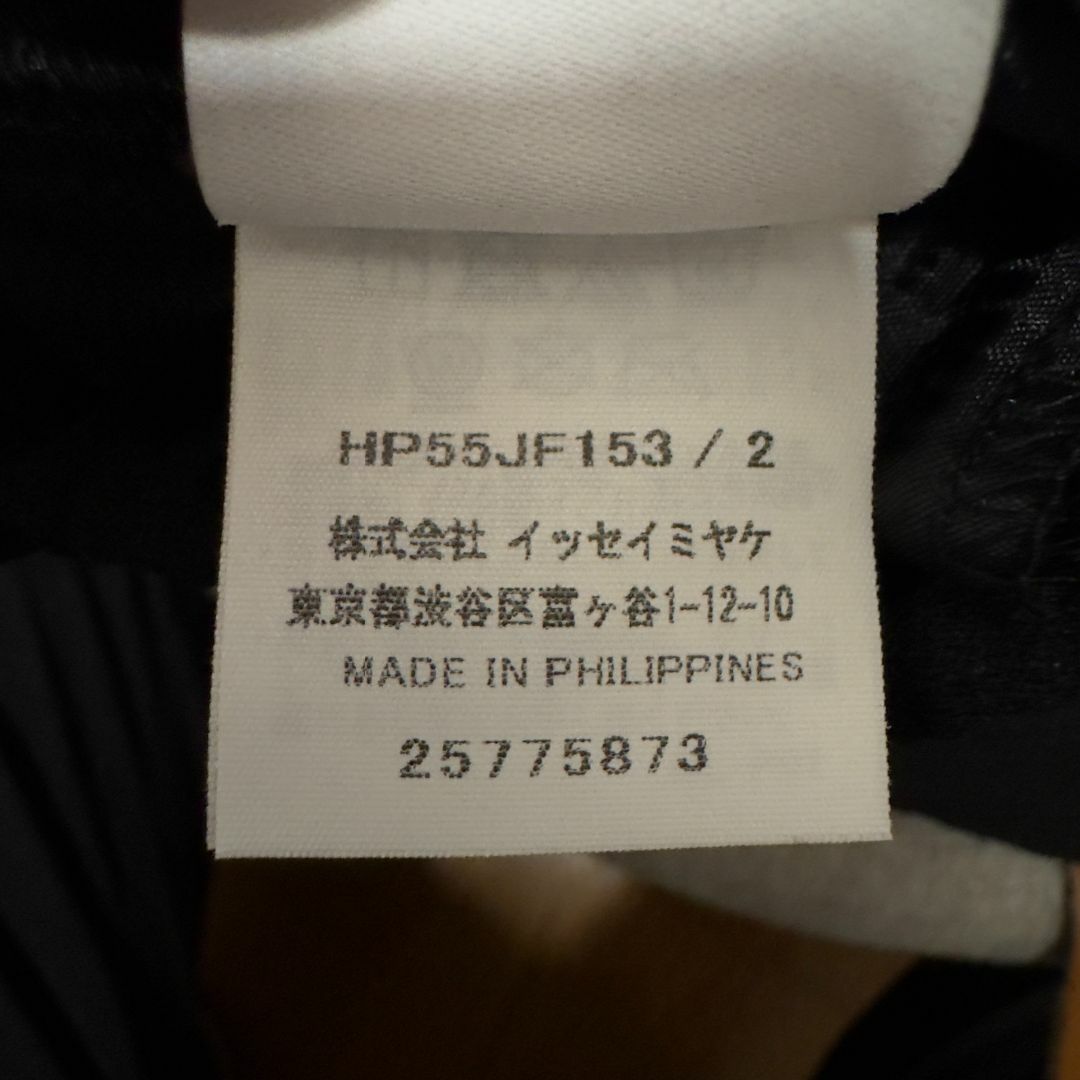 HP55JF153 / 2
株式会社 イッセイミヤケ
東京都渋谷区富ヶ谷1-12-10
MADE IN PHILIPPINES
25775873